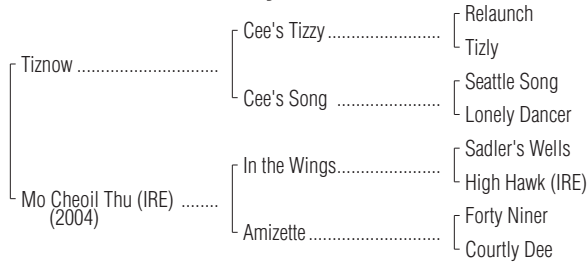 Relaunch
Cee's Tizzy ........................
Tizly
Tiznow .............................
Seattle Song
Cee's Song ......................
Lonely Dancer
Sadler's Wells
In the Wings......................
High Hawk (IRE)
Mo Cheoil Thu (IRE) ........
(2004)
Forty Niner
Amizette ............................
Courtly Dee